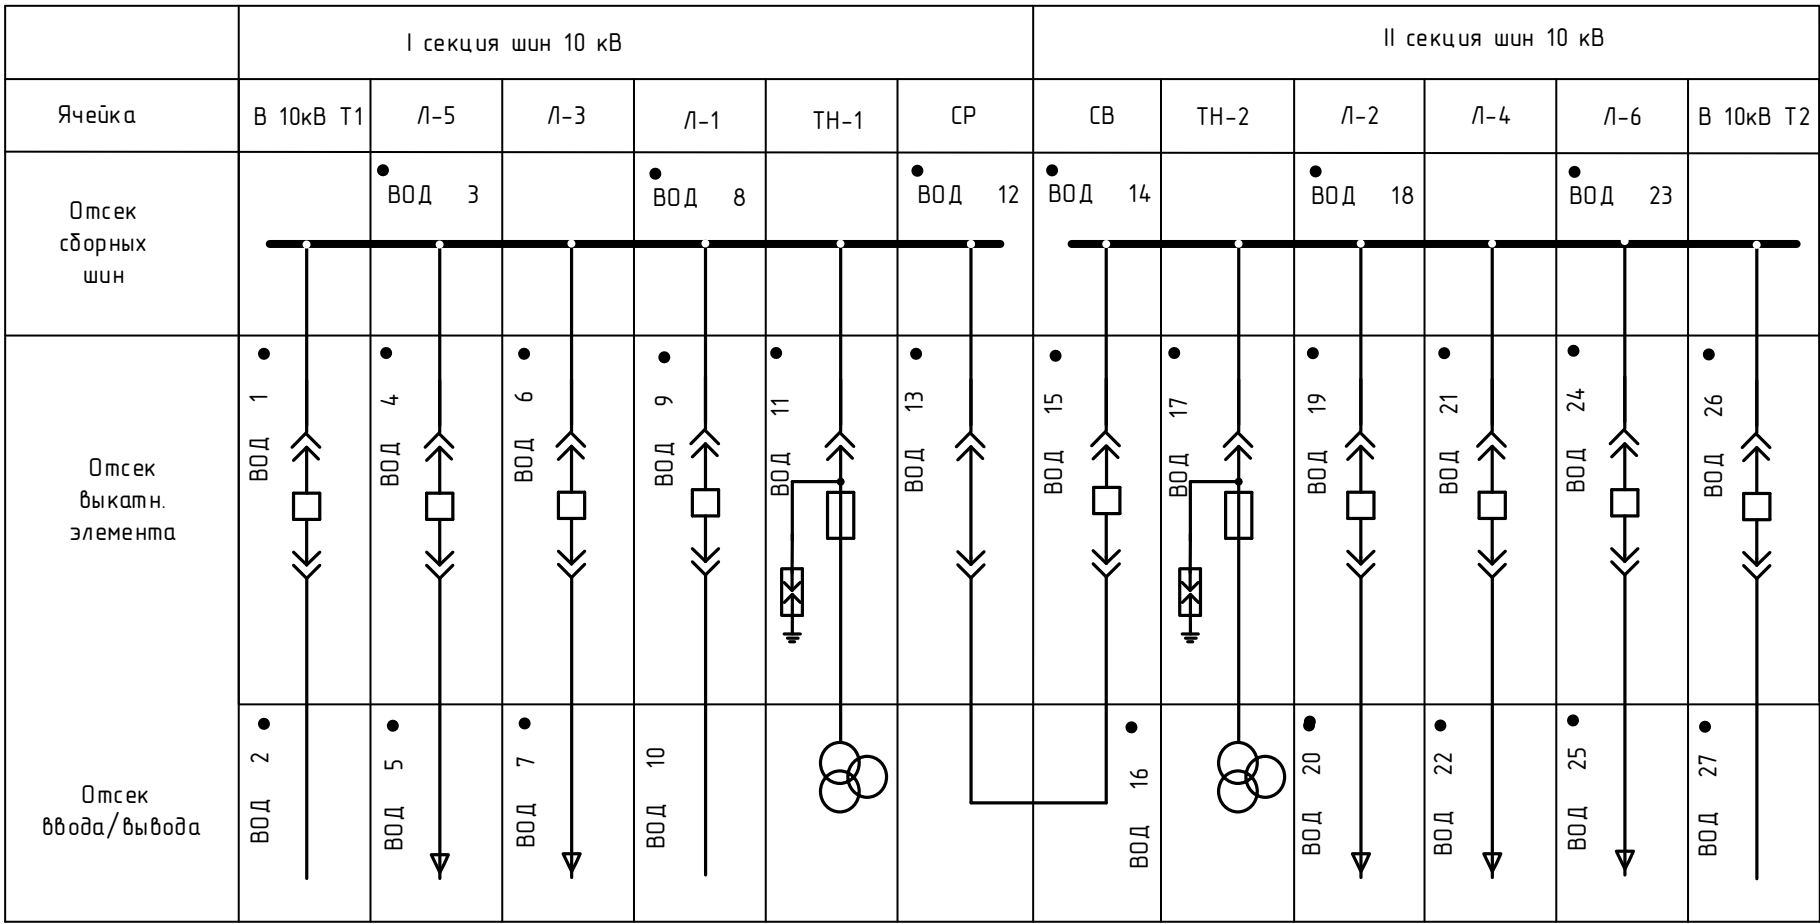 I секция шин 10 кВ
II секция шин 10 кВ
Ячейка
В 10кВ Т1
Л-5
Л-3
Л-1
ТН-1
СР
СВ
ТН-2
Л-2
Л-4
Л-6
В 10кВ Т2
Отсек
сборных
шин
ВОД 3
ВОД 8
ВОД 12
ВОД 14
ВОД 18
ВОД 23
Отсек
выкатн.
элемента
ВОД 1
ВОД 4
ВОД 6
ВОД 9
ВОД 11
ВОД 13
ВОД 15
ВОД 17
ВОД 19
ВОД 21
ВОД 24
ВОД 26
Отсек
ввода/вывода
ВОД 2
ВОД 5
ВОД 7
ВОД 10
ВОД 16
ВОД 20
ВОД 22
ВОД 25
ВОД 27